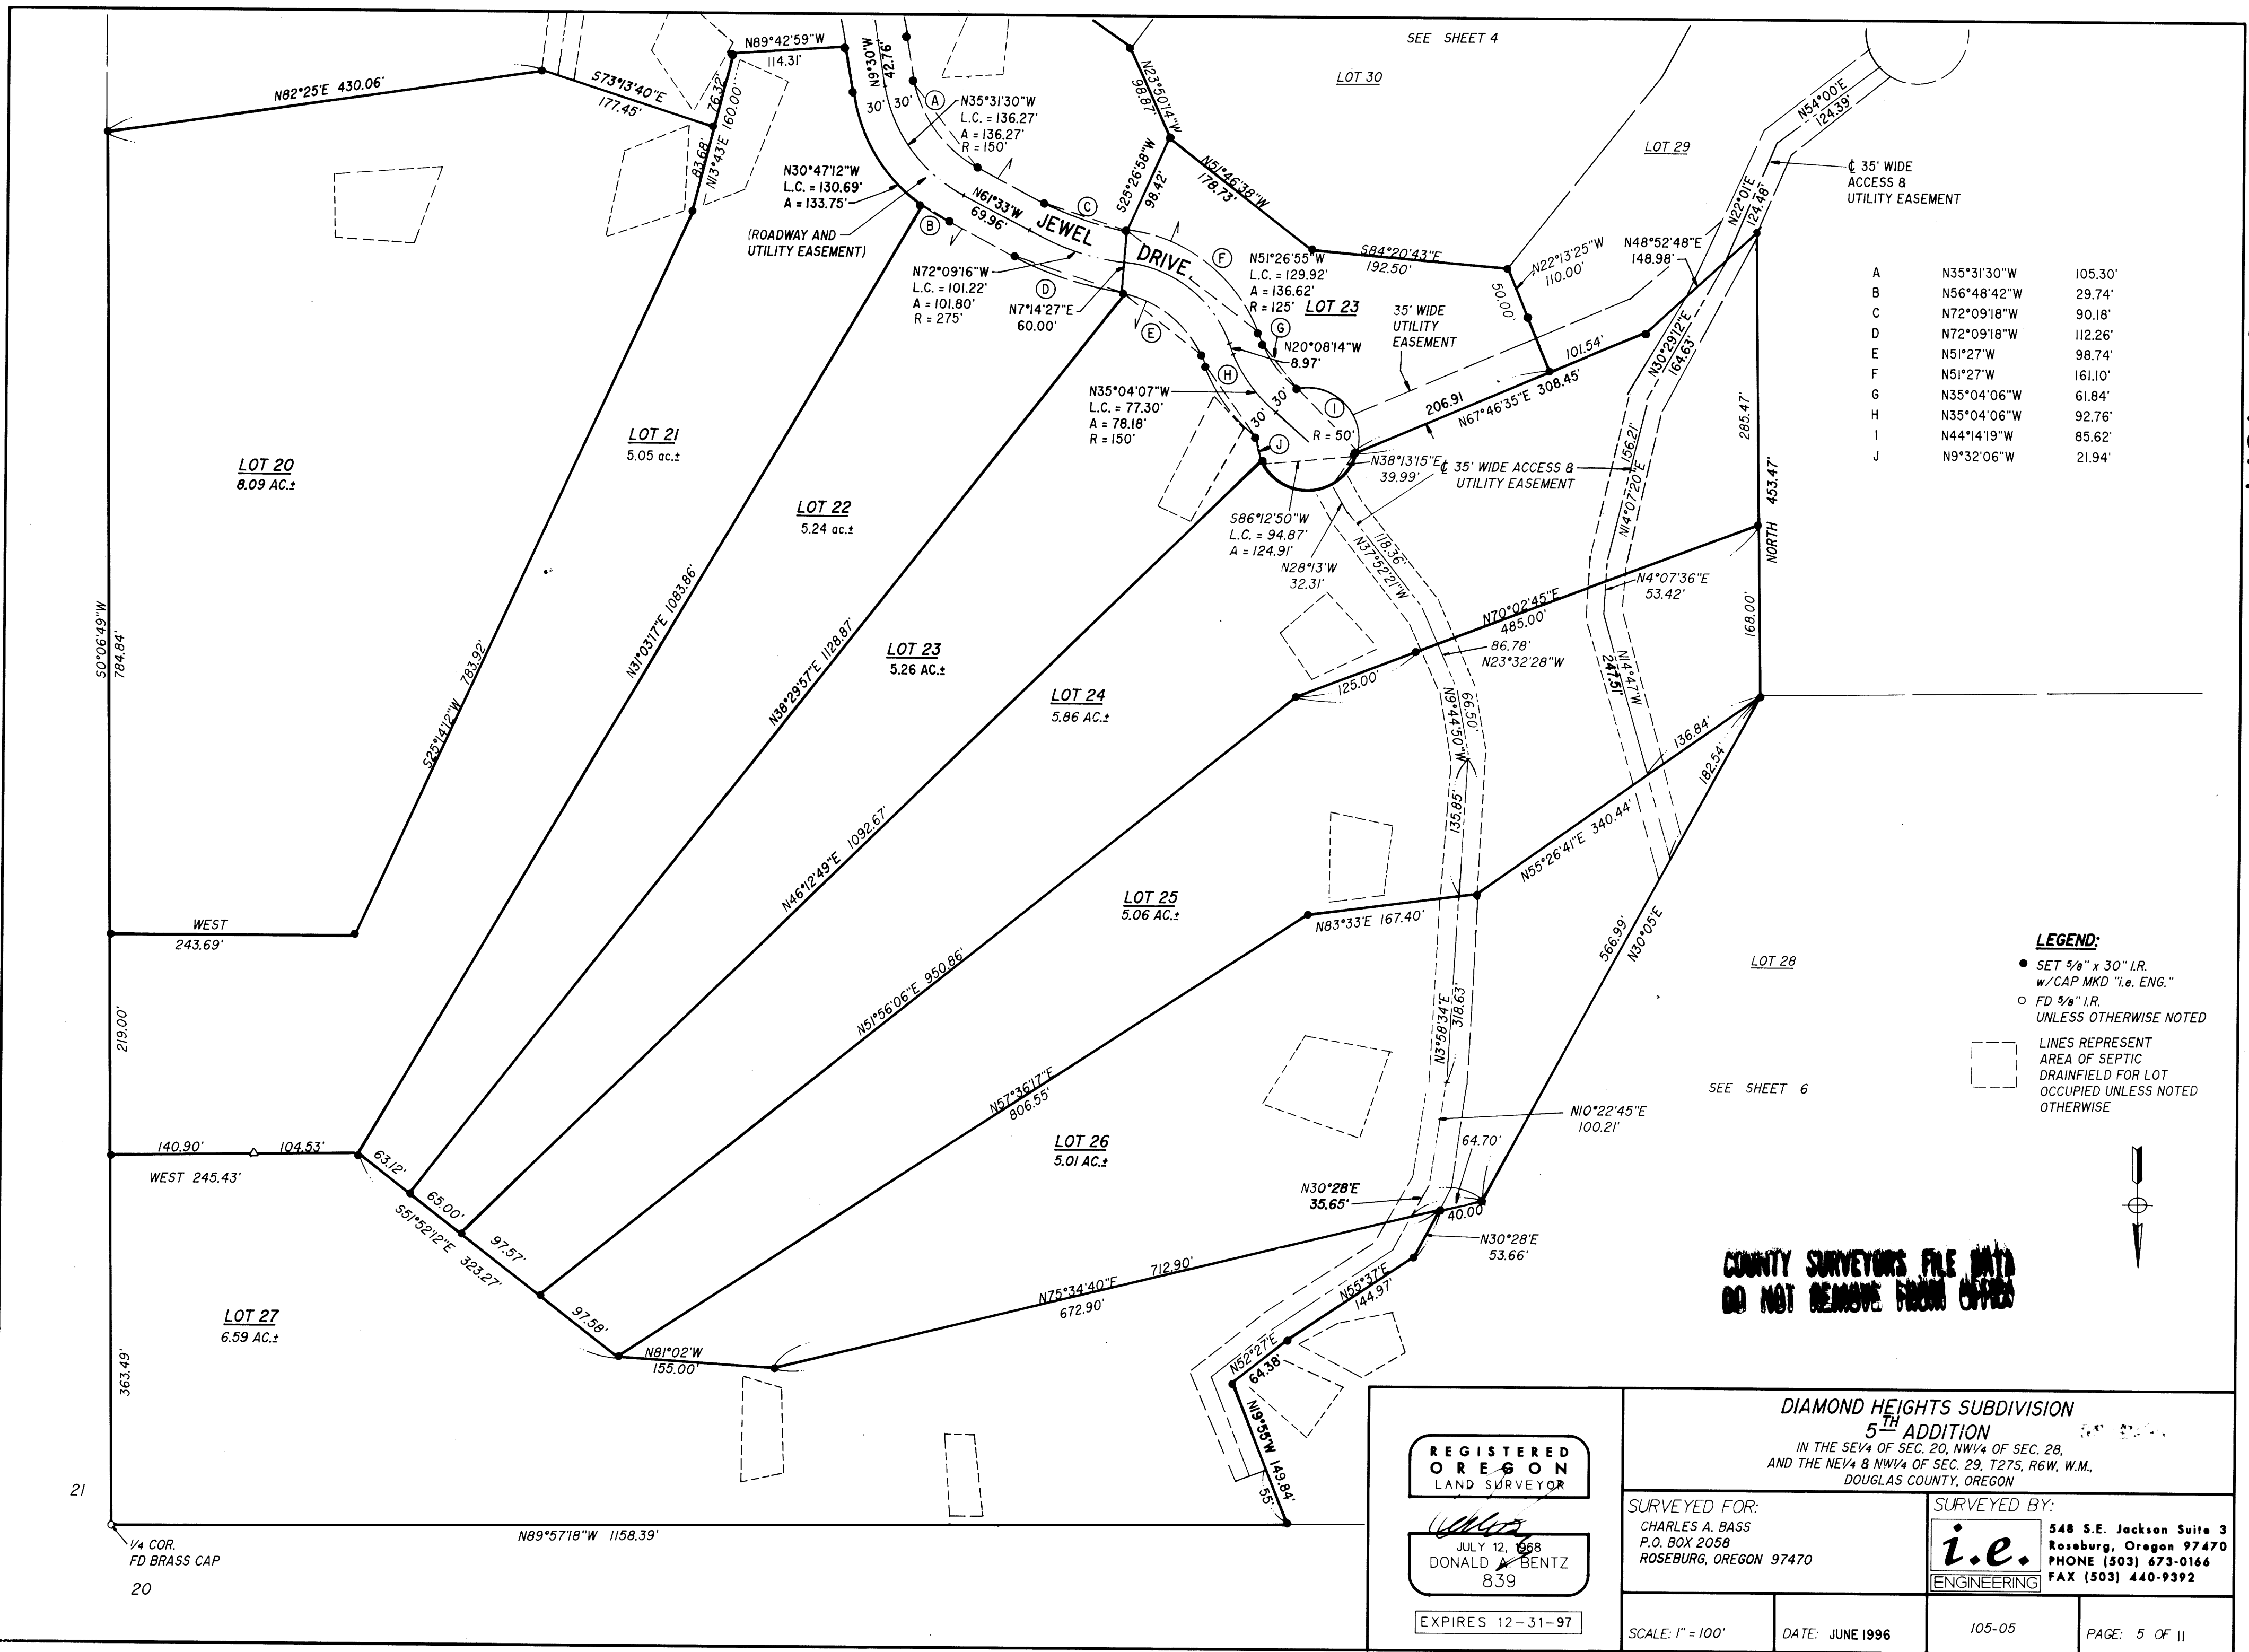 SEE SHEET 4
N89°42'59"W
114.31'
N9°30'W
42.76'
N82°25'E 430.06'
S73°13'40"E
177.45'
76.32'
N13°43'E 160.00'
83.68'
30' 30'
A
N35°31'30"W
L.C. = 136.27'
A = 136.27'
R = 150'
N23°50'14"W
98.87'
LOT 30
LOT 29
N54°00'E
124.39'
℄ 35' WIDE
ACCESS &
UTILITY EASEMENT
N22°01'E
124.48'
N30°47'12"W
L.C. = 130.69'
A = 133.75'
S25°26'58"W
98.42'
N51°46'38"W
178.73'
N61°33'W
69.96'
JEWEL DRIVE
B
C
(ROADWAY AND
UTILITY EASEMENT)
N72°09'16"W
L.C. = 101.22'
A = 101.80'
R = 275'
D
N7°14'27"E
60.00'
E
F
N51°26'55"W
L.C. = 129.92'
A = 136.62'
R = 125'
LOT 23
S84°20'43"E
192.50'
N22°13'25"W
110.00'
50.00'
N48°52'48"E
148.98'
35' WIDE
UTILITY
EASEMENT
G
N20°08'14"W
8.97'
H
N35°04'07"W
L.C. = 77.30'
A = 78.18'
R = 150'
30' 30'
I
R = 50'
J
101.54'
206.91
N67°46'35"E 308.45'
N30°29'12"E
164.63'
A N35°31'30"W 105.30'
B N56°48'42"W 29.74'
C N72°09'18"W 90.18'
D N72°09'18"W 112.26'
E N51°27'W 98.74'
F N51°27'W 161.10'
G N35°04'06"W 61.84'
H N35°04'06"W 92.76'
I N44°14'19"W 85.62'
J N9°32'06"W 21.94'
285.47'
NORTH 453.47'
168.00'
156.21'
N14°07'20"E
N38°13'15"E
39.99'
℄ 35' WIDE ACCESS &
UTILITY EASEMENT
S86°12'50"W
L.C. = 94.87'
A = 124.91'
N28°13'W
32.31'
118.36'
N37°52'21"W
N4°07'36"E
53.42'
N70°02'45"E
485.00'
86.78'
N23°32'28"W
125.00'
N14°47'W
247.51'
66.50'
N9°44'50"W
136.84'
182.54'
LOT 20
8.09 AC.±
LOT 21
5.05 ac.±
LOT 22
5.24 ac.±
LOT 23
5.26 AC.±
LOT 24
5.86 AC.±
S0°06'49"W
784.84'
S25°14'12"W 783.92'
N31°03'17"E 1083.86'
N38°29'57"E 1128.87'
N46°12'49"E 1092.67'
N51°56'06"E 950.86'
135.85'
N55°26'41"E 340.44'
LOT 25
5.06 AC.±
N83°33'E 167.40'
WEST
243.69'
219.00'
566.99'
N30°05'E
LOT 28
SEE SHEET 6
N3°58'34"E
318.63'
N57°36'17"E
806.55'
LOT 26
5.01 AC.±
N10°22'45"E
100.21'
64.70'
N30°28'E
35.65'
40.00'
N30°28'E
53.66'
140.90' 104.53'
WEST 245.43'
63.12'
65.00'
S51°52'12"E 323.27'
97.57'
97.58'
LOT 27
6.59 AC.±
363.49'
N81°02'W
155.00'
712.90'
N75°34'40"E
672.90'
N55°37'E
144.97'
N52°27'E
64.38'
N19°55'W 149.84'
55'
N89°57'18"W 1158.39'
21
1/4 COR.
FD BRASS CAP
20
LEGEND:
● SET 5/8" x 30" I.R.
w/CAP MKD "i.e. ENG."
○ FD 5/8" I.R.
UNLESS OTHERWISE NOTED
LINES REPRESENT
AREA OF SEPTIC
DRAINFIELD FOR LOT
OCCUPIED UNLESS NOTED
OTHERWISE
COUNTY SURVEYORS FILE DATA
DO NOT REMOVE FROM OFFICE
REGISTERED
OREGON
LAND SURVEYOR
JULY 12, 1968
DONALD A. BENTZ
839
EXPIRES 12-31-97
DIAMOND HEIGHTS SUBDIVISION
5TH ADDITION
IN THE SE1/4 OF SEC. 20, NW1/4 OF SEC. 28,
AND THE NE1/4 & NW1/4 OF SEC. 29, T27S, R6W, W.M.,
DOUGLAS COUNTY, OREGON
SURVEYED FOR:
CHARLES A. BASS
P.O. BOX 2058
ROSEBURG, OREGON 97470
SURVEYED BY:
i.e.
ENGINEERING
548 S.E. Jackson Suite 3
Roseburg, Oregon 97470
PHONE (503) 673-0166
FAX (503) 440-9392
SCALE: 1" = 100'
DATE: JUNE 1996
105-05
PAGE: 5 OF 11